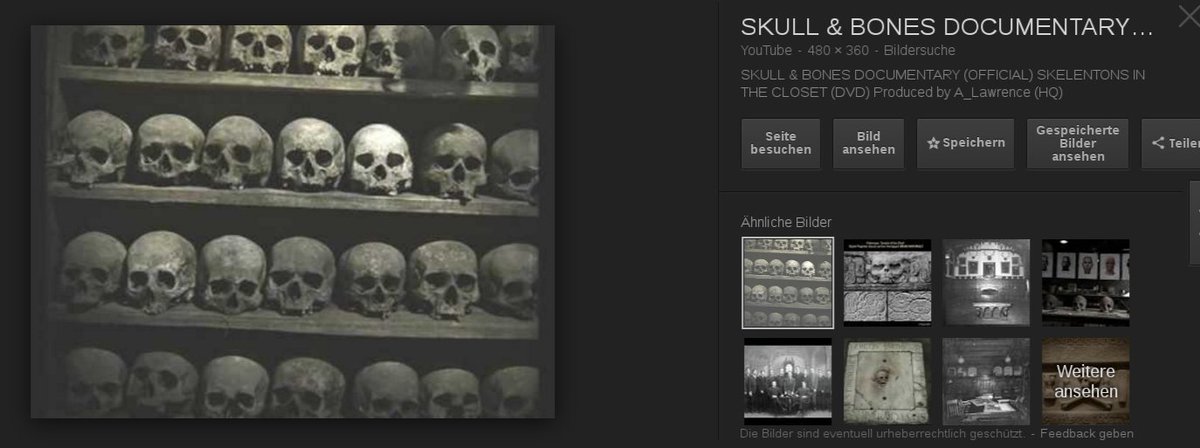 SKULL & BONES DOCUMENTARY…
YouTube - 480 × 360 - Bildersuche
SKULL & BONES DOCUMENTARY (OFFICIAL) SKELENTONS IN
THE CLOSET (DVD) Produced by A_Lawrence (HQ)
Seite
besuchen
Bild
ansehen
Speichern
Gespeicherte
Bilder
ansehen
Ähnliche Bilder
Weitere
ansehen
Die Bilder sind eventuell urheberrechtlich geschützt. - Feedback geben